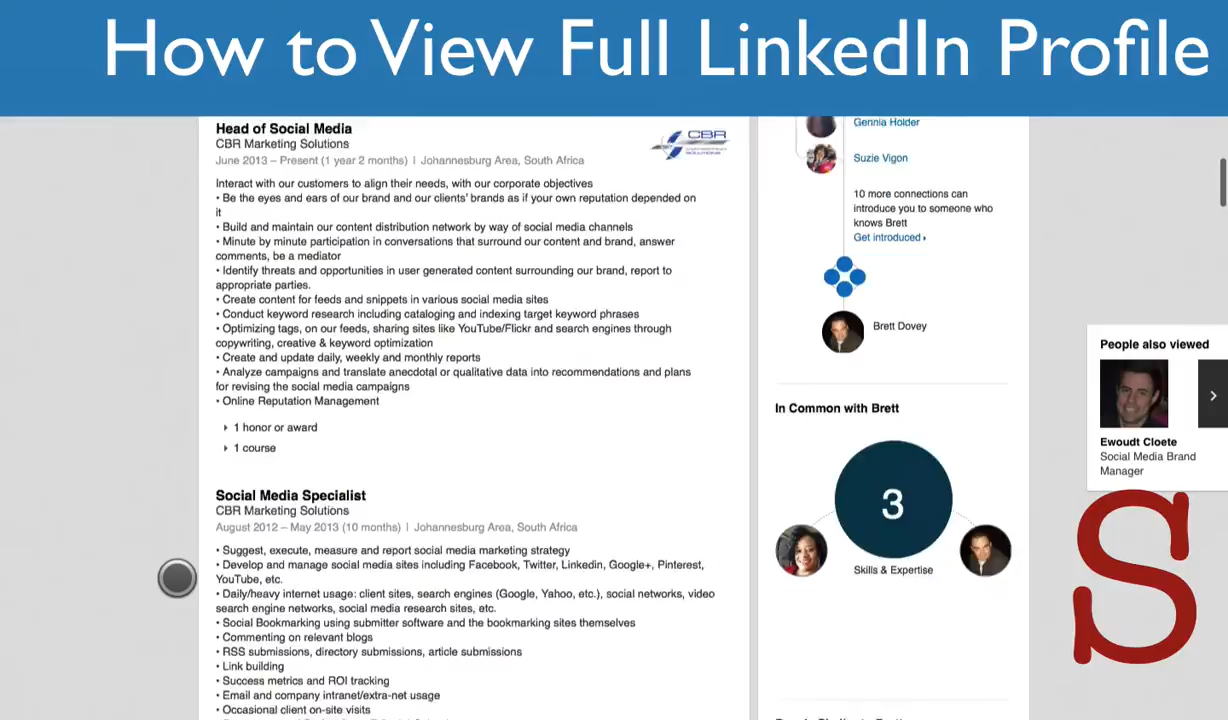 How to View Full LinkedIn Profile
Head of Social Media
CBR Marketing Solutions
June 2013 – Present (1 year 2 months) | Johannesburg Area, South Africa
CBR
Interact with our customers to align their needs, with our corporate objectives
• Be the eyes and ears of our brand and our clients' brands as if your own reputation depended on
it
• Build and maintain our content distribution network by way of social media channels
• Minute by minute participation in conversations that surround our content and brand, answer
comments, be a mediator
• Identify threats and opportunities in user generated content surrounding our brand, report to
appropriate parties.
• Create content for feeds and snippets in various social media sites
• Conduct keyword research including cataloging and indexing target keyword phrases
• Optimizing tags, on our feeds, sharing sites like YouTube/Flickr and search engines through
copywriting, creative & keyword optimization
• Create and update daily, weekly and monthly reports
• Analyze campaigns and translate anecdotal or qualitative data into recommendations and plans
for revising the social media campaigns
• Online Reputation Management
1 honor or award
1 course
Social Media Specialist
CBR Marketing Solutions
August 2012 – May 2013 (10 months) | Johannesburg Area, South Africa
• Suggest, execute, measure and report social media marketing strategy
• Develop and manage social media sites including Facebook, Twitter, Linkedin, Google+, Pinterest,
YouTube, etc.
• Daily/heavy internet usage: client sites, search engines (Google, Yahoo, etc.), social networks, video
search engine networks, social media research sites, etc.
• Social Bookmarking using submitter software and the bookmarking sites themselves
• Commenting on relevant blogs
• RSS submissions, directory submissions, article submissions
• Link building
• Success metrics and ROI tracking
• Email and company intranet/extra-net usage
• Occasional client on-site visits
Gennia Holder
Suzie Vigon
10 more connections can
introduce you to someone who
knows Brett
Get introduced
Brett Dovey
In Common with Brett
3
Skills & Expertise
People also viewed
Ewoudt Cloete
Social Media Brand
Manager
S